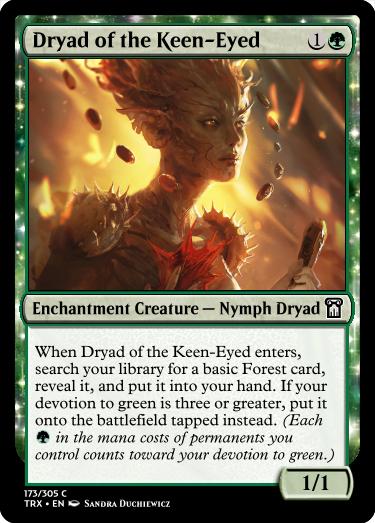 Dryad of the Keen-Eyed 1
Enchantment Creature — Nymph Dryad
When Dryad of the Keen-Eyed enters,
search your library for a basic Forest card,
reveal it, and put it into your hand. If your
devotion to green is three or greater, put it
onto the battlefield tapped instead. (Each
in the mana costs of permanents you
control counts toward your devotion to green.)
1/1
173/305 C
TRX • EN Sandra Duchiewicz